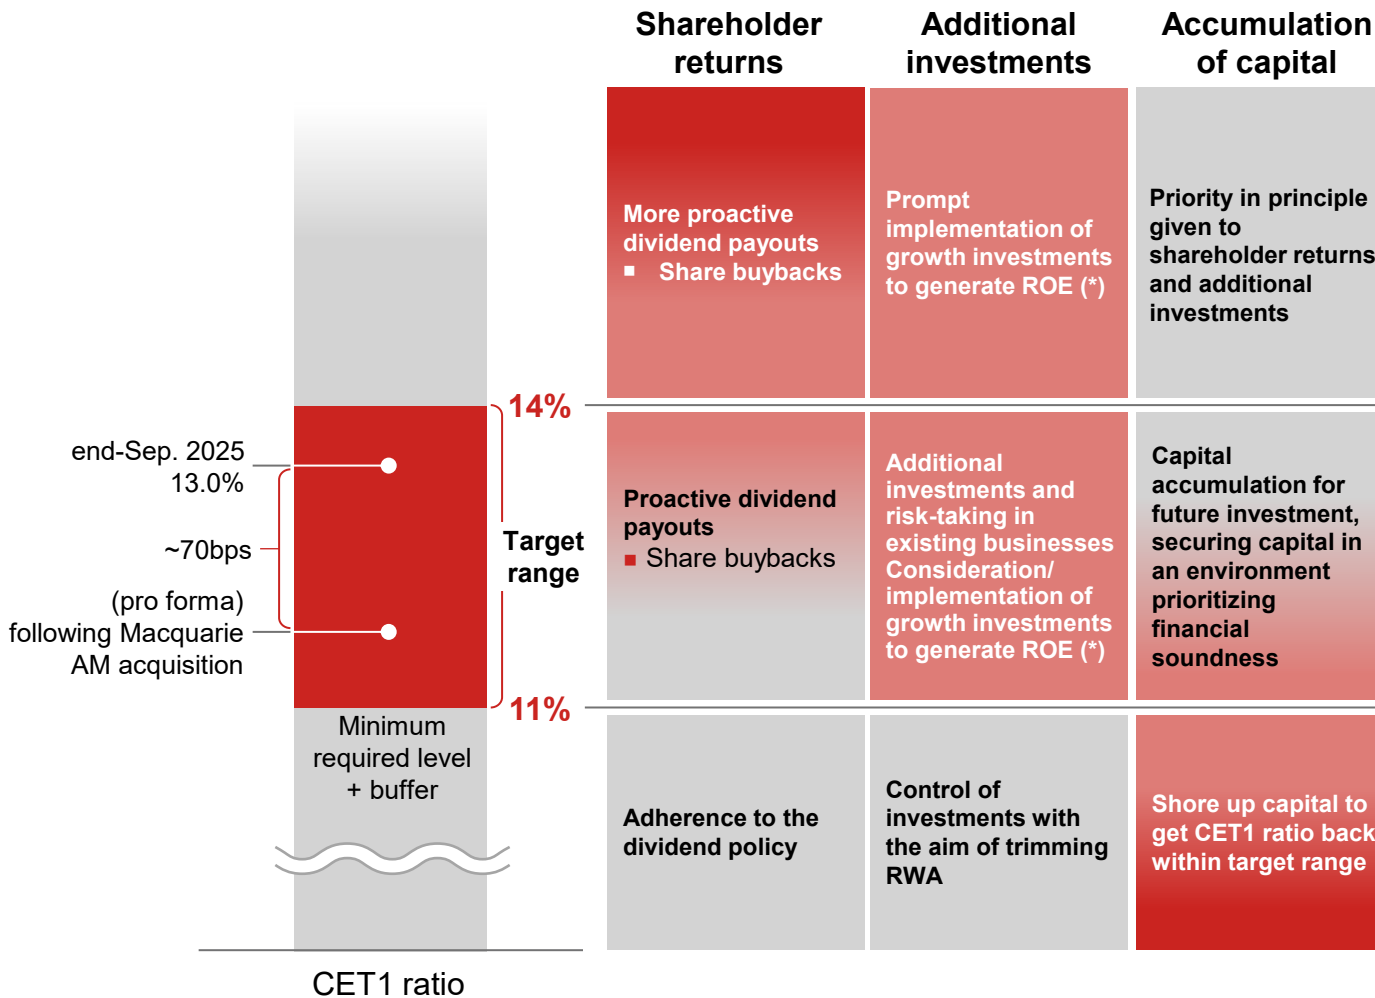 Shareholder
returns
Additional
investments
Accumulation
of capital
More proactive
dividend payouts
▪ Share buybacks
Prompt
implementation of
growth investments
to generate ROE (*)
Priority in principle
given to
shareholder returns
and additional
investments
14%
end-Sep. 2025
13.0%
~70bps
(pro forma)
following Macquarie
AM acquisition
Target
range
Proactive dividend
payouts
▪ Share buybacks
Additional
investments and
risk-taking in
existing businesses
Consideration/
implementation of
growth investments
to generate ROE (*)
Capital
accumulation for
future investment,
securing capital in
an environment
prioritizing
financial
soundness
11%
Minimum
required level
+ buffer
Adherence to the
dividend policy
Control of
investments with
the aim of trimming
RWA
Shore up capital to
get CET1 ratio back
within target range
CET1 ratio